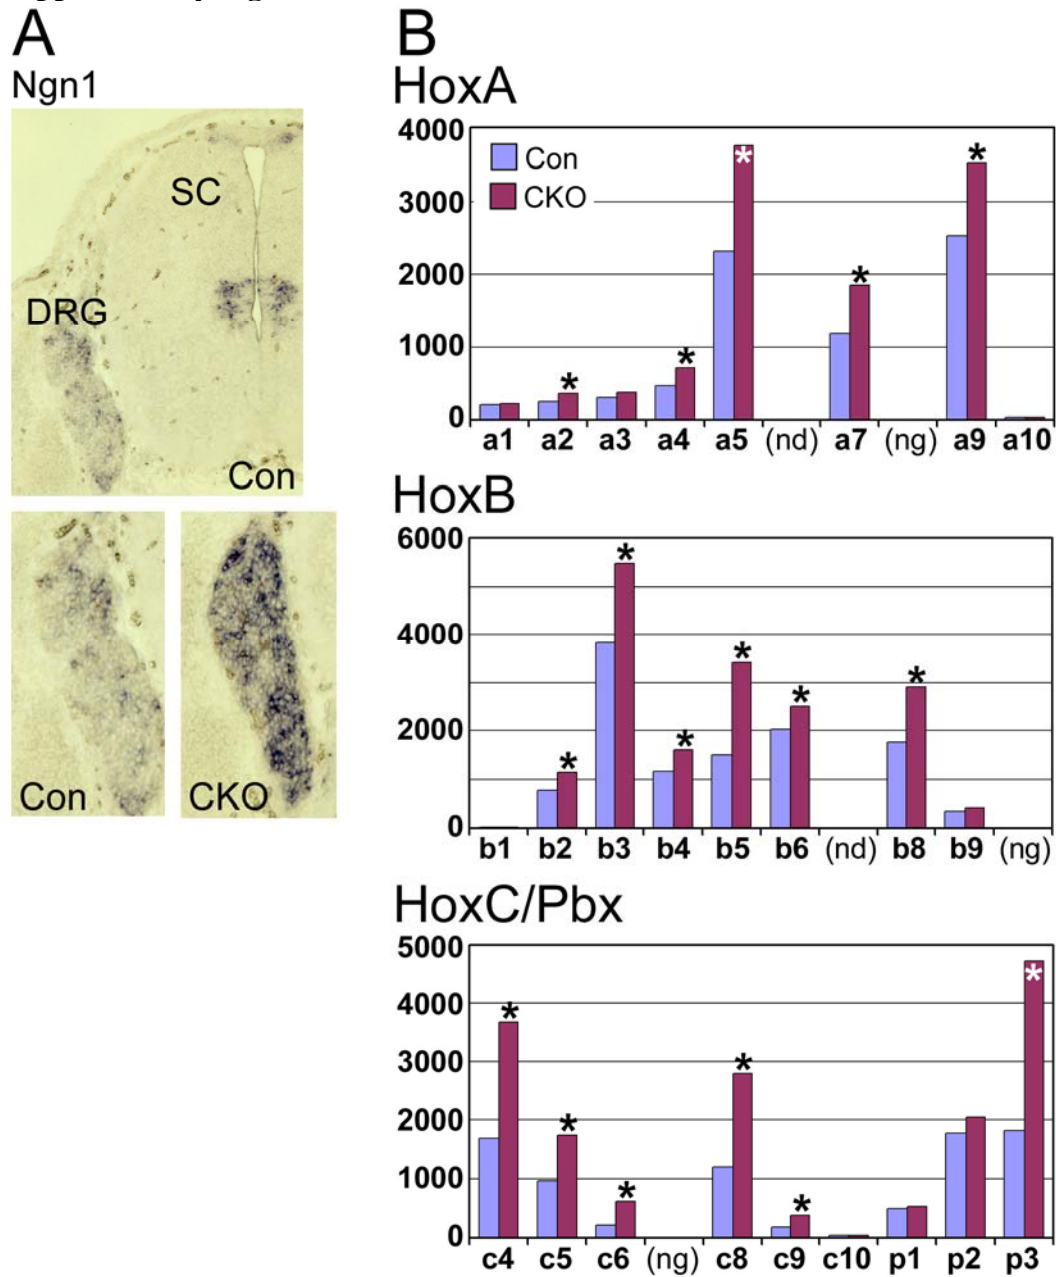 A
Ngn1
SC
DRG
Con
Con
CKO
B
HoxA
4000
3000
2000
1000
0
Con
CKO
*
*
*
*
*
*
a1 a2 a3 a4 a5 (nd) a7 (ng) a9 a10
HoxB
6000
4000
2000
0
*
*
*
*
*
*
b1 b2 b3 b4 b5 b6 (nd) b8 b9 (ng)
HoxC/Pbx
5000
4000
3000
2000
1000
0
*
*
*
*
*
*
c4 c5 c6 (ng) c8 c9 c10 p1 p2 p3